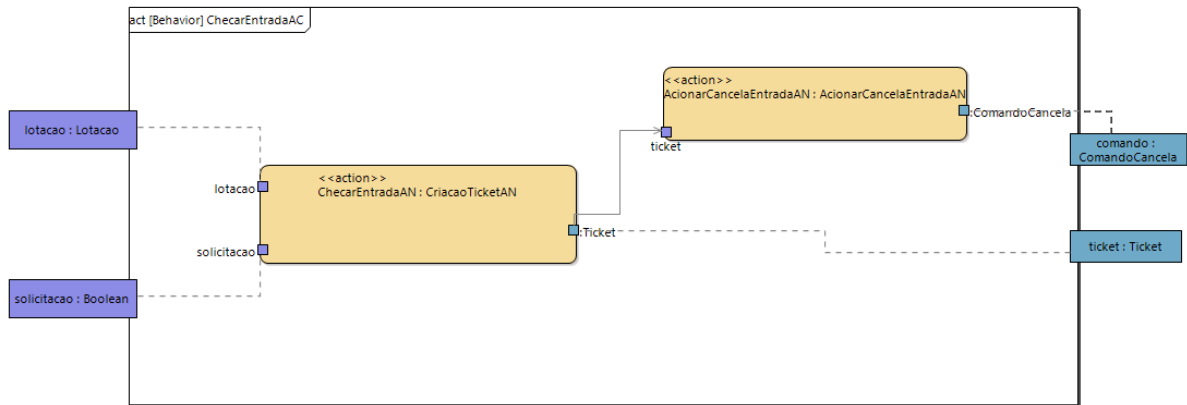 act [Behavior] ChecarEntradaAC
<<action>>
AcionarCancelaEntradaAN : AcionarCancelaEntradaAN
:ComandoCancela
ticket
lotacao : Lotacao
comando :
ComandoCancela
<<action>>
ChecarEntradaAN : CriacaoTicketAN
lotacao
:Ticket
solicitacao
ticket : Ticket
solicitacao : Boolean